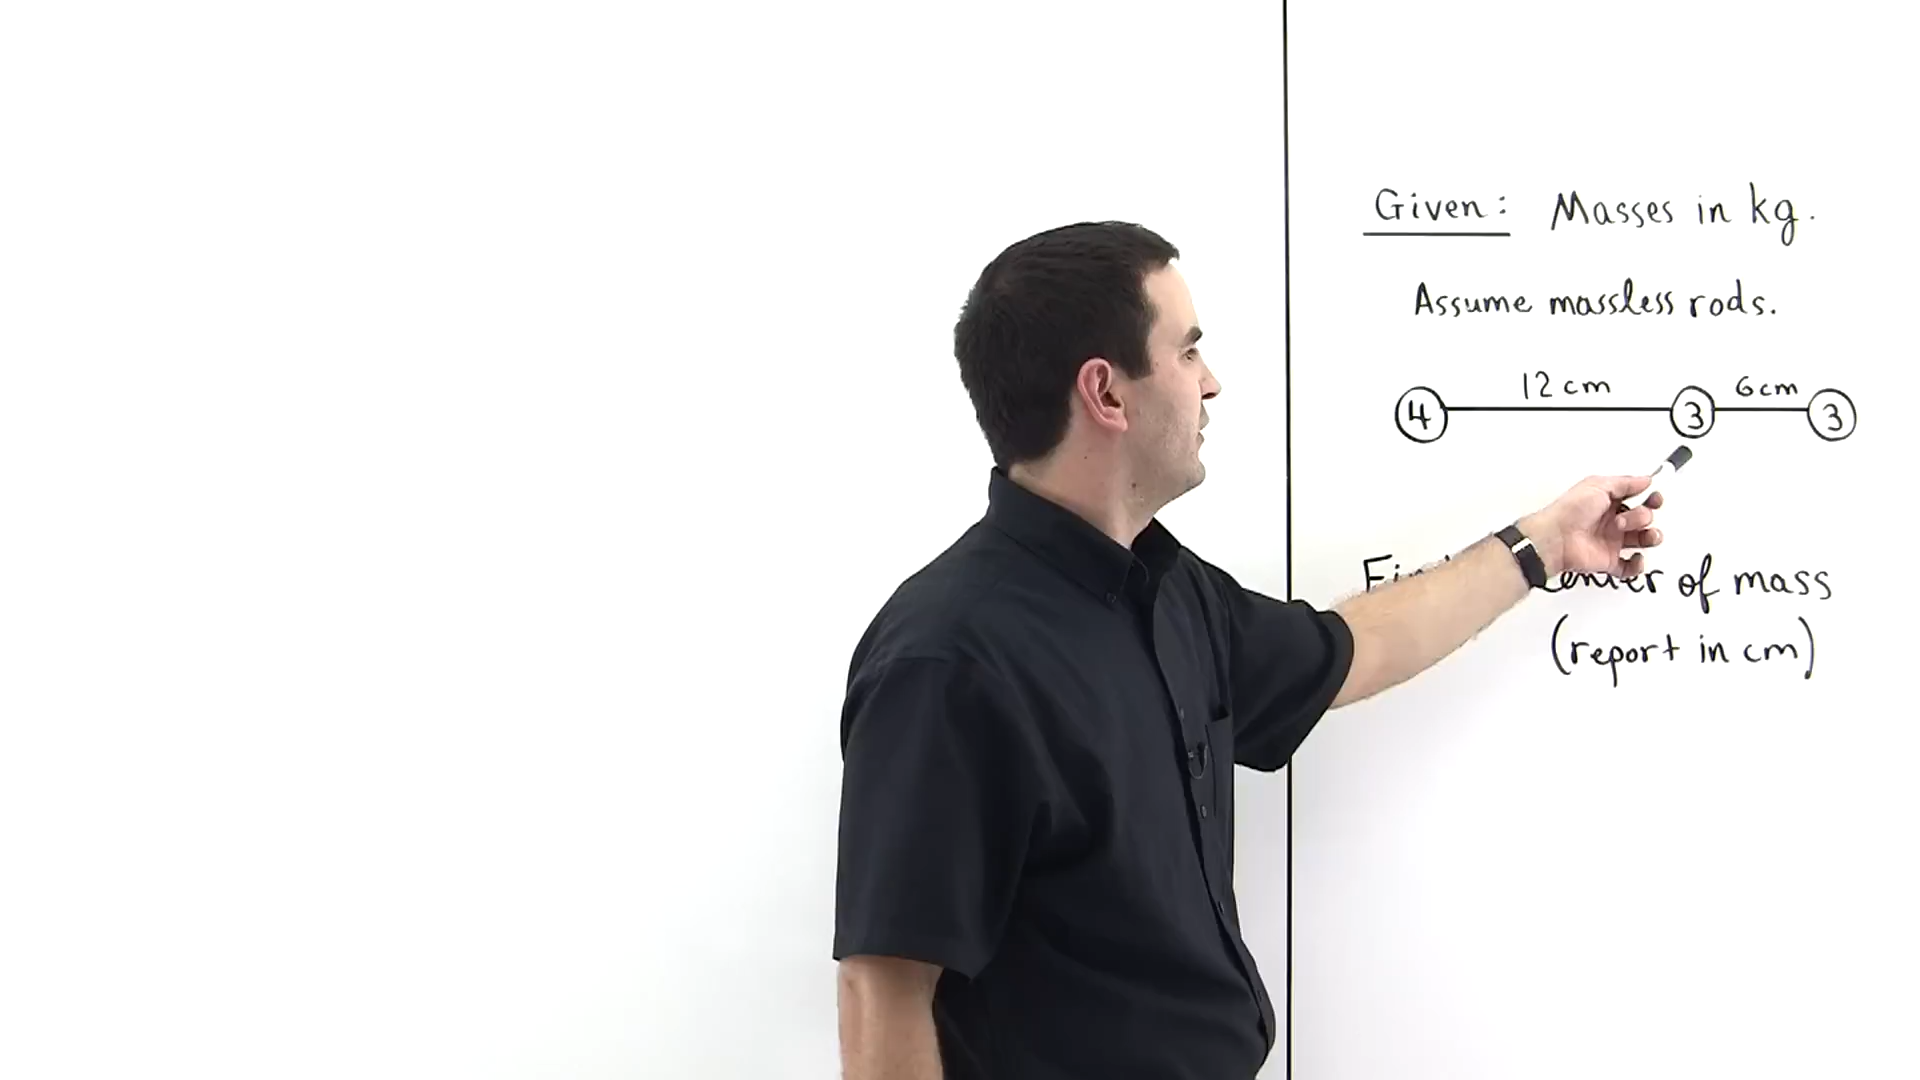 Given: Masses in kg.
Assume massless rods.
12 cm 6 cm
4 3 3
of mass
(report in cm)